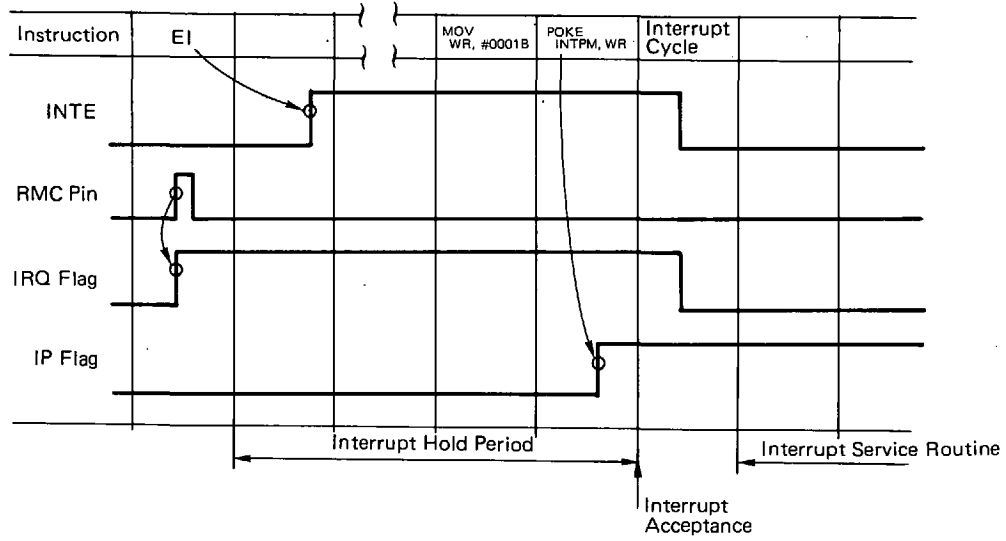 Instruction
EI
MOV
WR, #0001B
POKE
INTPM, WR
Interrupt
Cycle
INTE
RMC Pin
IRQ Flag
IP Flag
Interrupt Hold Period
Interrupt Service Routine
Interrupt
Acceptance